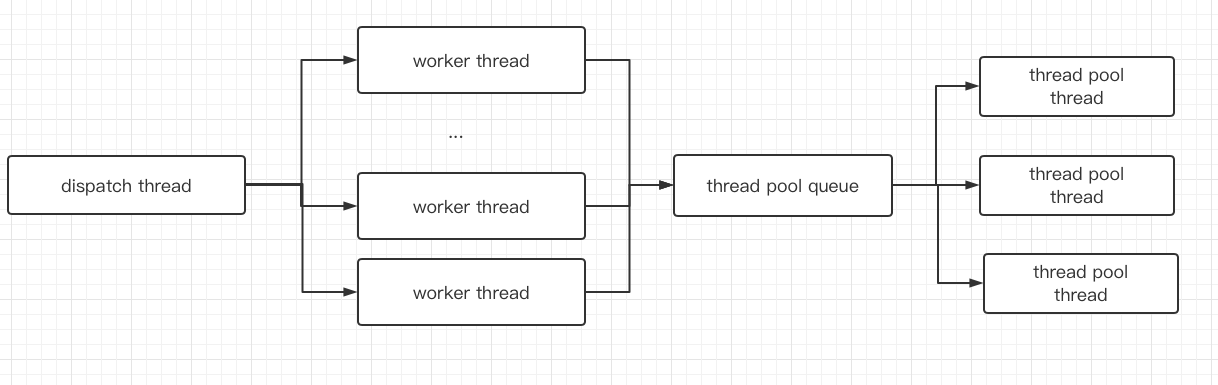 dispatch thread
worker thread
...
worker thread
worker thread
thread pool queue
thread pool
thread
thread pool
thread
thread pool
thread